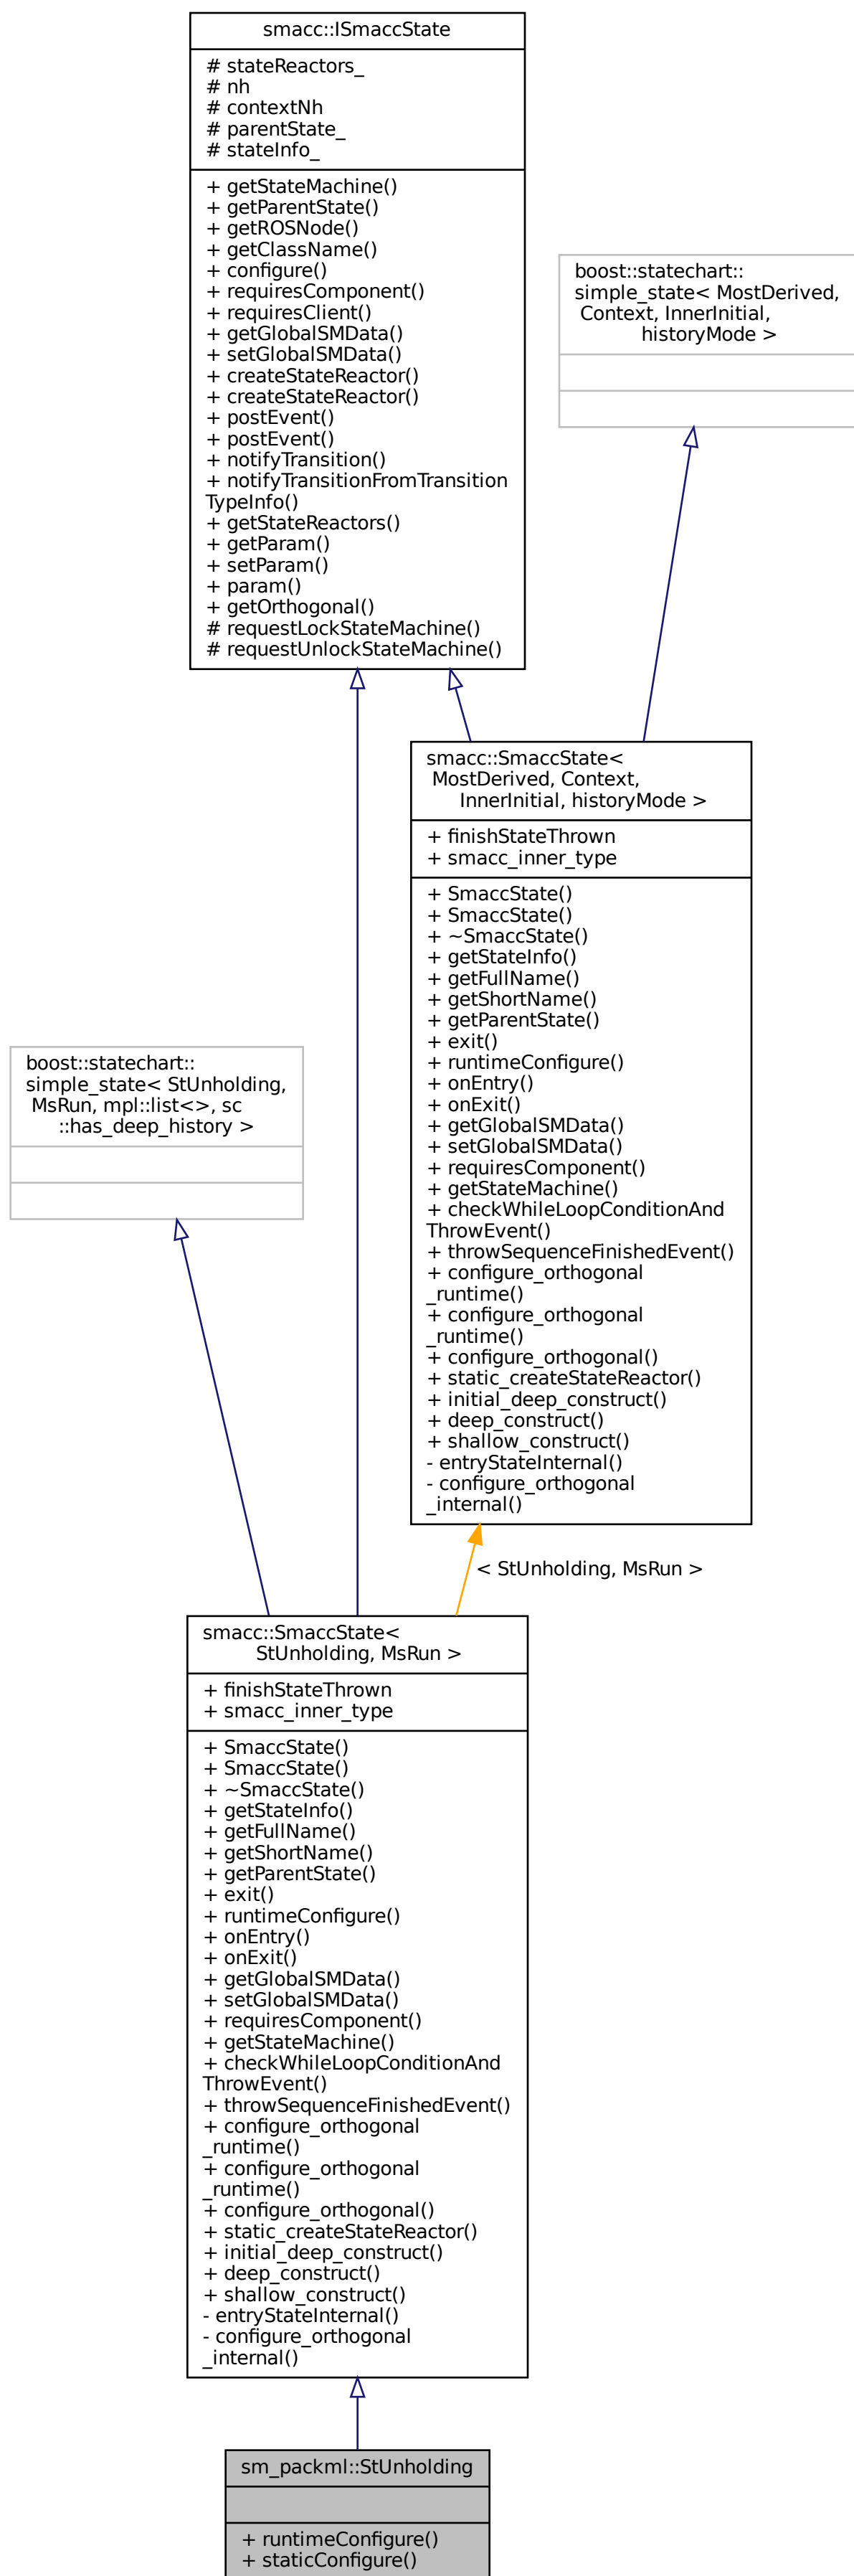 smacc::ISmaccState
# stateReactors_
# nh
# contextNh
# parentState_
# stateInfo_
+ getStateMachine()
+ getParentState()
+ getROSNode()
+ getClassName()
+ configure()
+ requiresComponent()
+ requiresClient()
+ getGlobalSMData()
+ setGlobalSMData()
+ createStateReactor()
+ createStateReactor()
+ postEvent()
+ postEvent()
+ notifyTransition()
+ notifyTransitionFromTransition
TypeInfo()
+ getStateReactors()
+ getParam()
+ setParam()
+ param()
+ getOrthogonal()
# requestLockStateMachine()
# requestUnlockStateMachine()
boost::statechart::
simple_state< MostDerived,
Context, InnerInitial,
historyMode >
smacc::SmaccState<
MostDerived, Context,
InnerInitial, historyMode >
+ finishStateThrown
+ smacc_inner_type
+ SmaccState()
+ SmaccState()
+ ~SmaccState()
+ getStateInfo()
+ getFullName()
+ getShortName()
+ getParentState()
+ exit()
+ runtimeConfigure()
+ onEntry()
+ onExit()
+ getGlobalSMData()
+ setGlobalSMData()
+ requiresComponent()
+ getStateMachine()
+ checkWhileLoopConditionAnd
ThrowEvent()
+ throwSequenceFinishedEvent()
+ configure_orthogonal
_runtime()
+ configure_orthogonal
_runtime()
+ configure_orthogonal()
+ static_createStateReactor()
+ initial_deep_construct()
+ deep_construct()
+ shallow_construct()
- entryStateInternal()
- configure_orthogonal
_internal()
boost::statechart::
simple_state< StUnholding,
MsRun, mpl::list<>, sc
::has_deep_history >
< StUnholding, MsRun >
smacc::SmaccState<
StUnholding, MsRun >
+ finishStateThrown
+ smacc_inner_type
+ SmaccState()
+ SmaccState()
+ ~SmaccState()
+ getStateInfo()
+ getFullName()
+ getShortName()
+ getParentState()
+ exit()
+ runtimeConfigure()
+ onEntry()
+ onExit()
+ getGlobalSMData()
+ setGlobalSMData()
+ requiresComponent()
+ getStateMachine()
+ checkWhileLoopConditionAnd
ThrowEvent()
+ throwSequenceFinishedEvent()
+ configure_orthogonal
_runtime()
+ configure_orthogonal
_runtime()
+ configure_orthogonal()
+ static_createStateReactor()
+ initial_deep_construct()
+ deep_construct()
+ shallow_construct()
- entryStateInternal()
- configure_orthogonal
_internal()
sm_packml::StUnholding
+ runtimeConfigure()
+ staticConfigure()